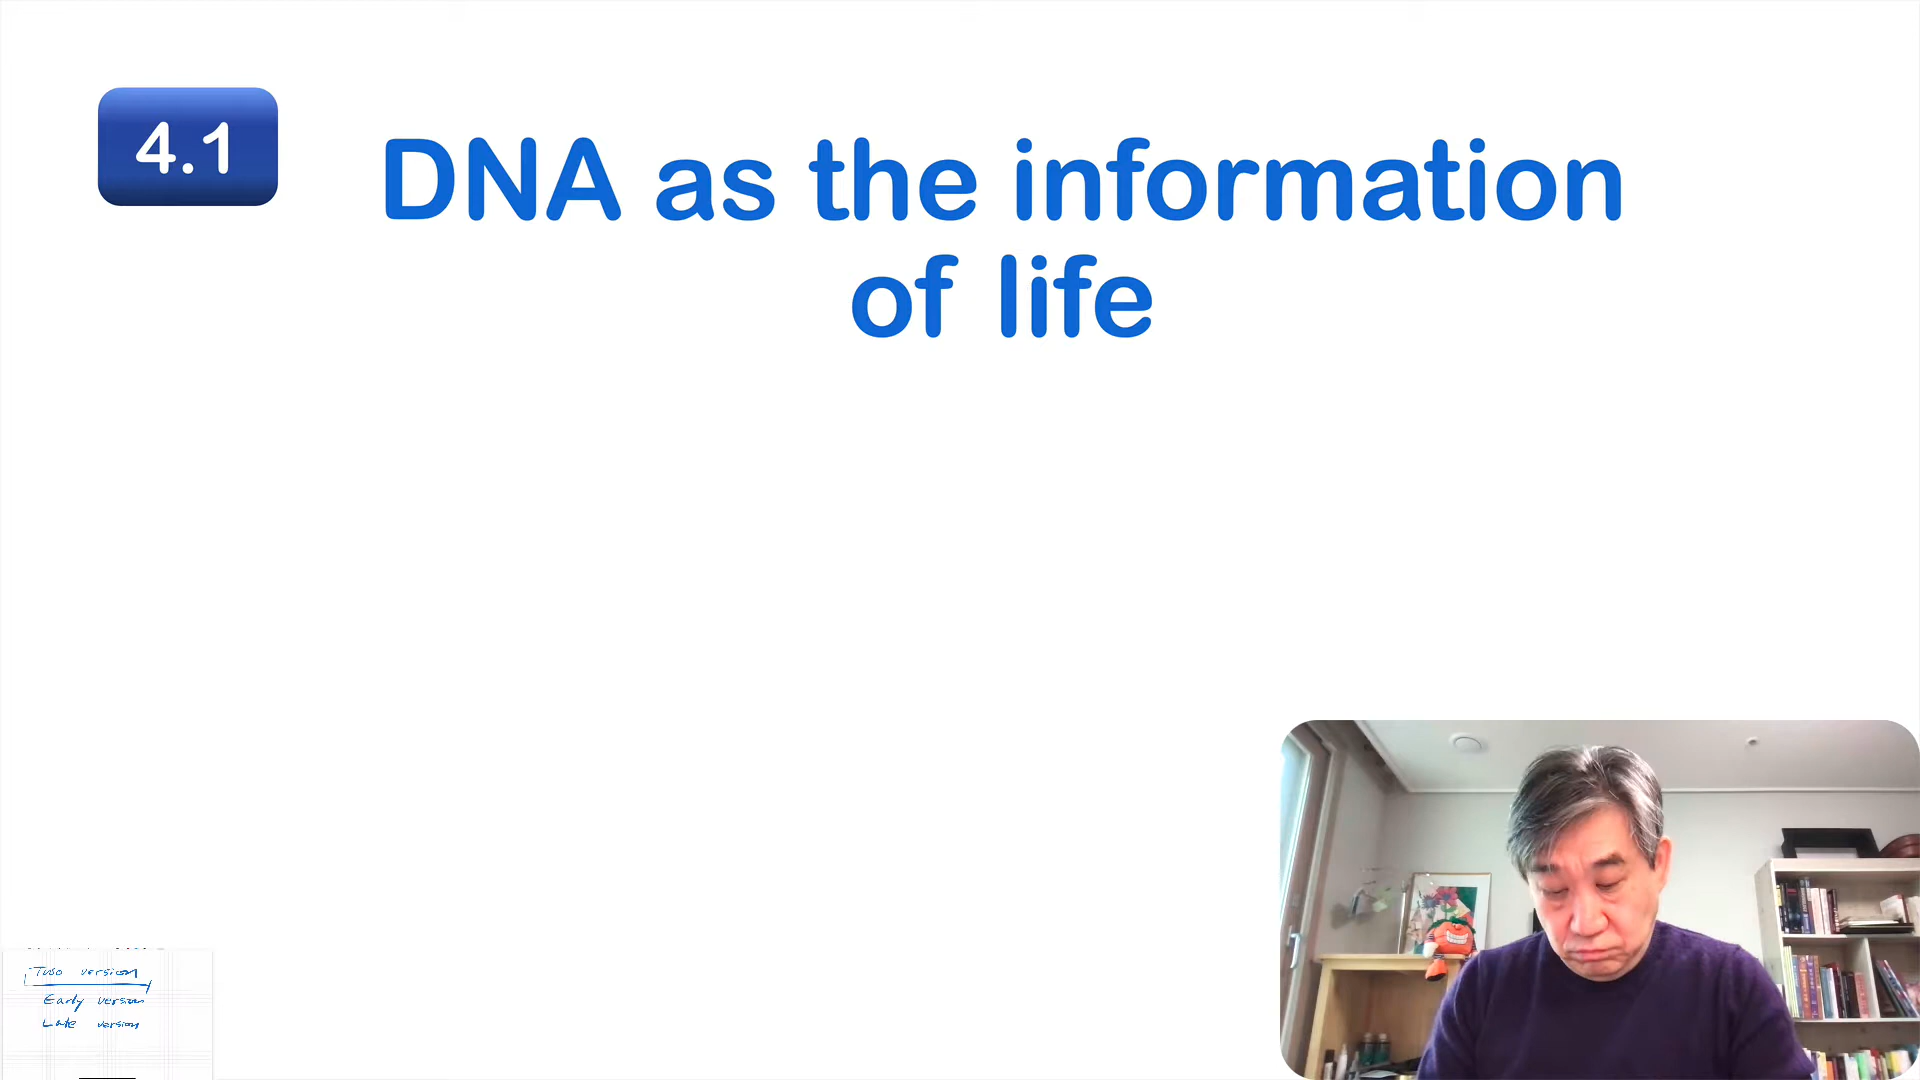 4.1
DNA as the information
of life
Two version
Early version
Late version